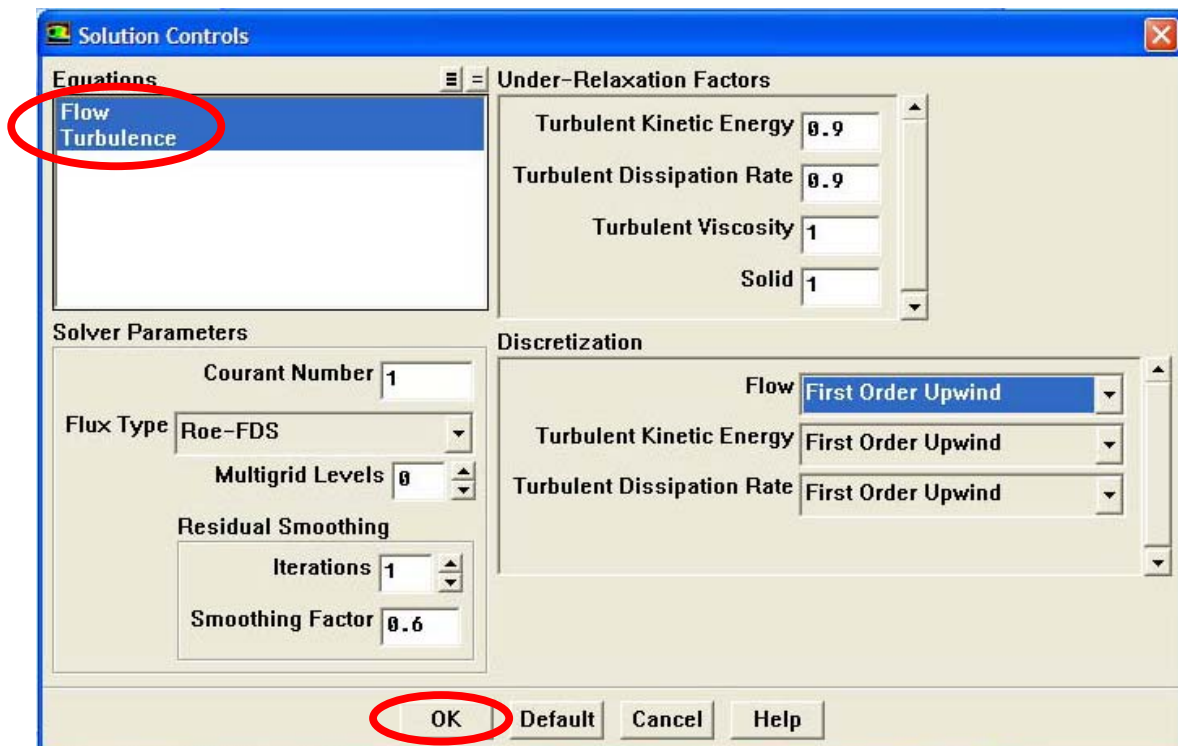 Solution Controls
Equations
Flow
Turbulence
Under-Relaxation Factors
Turbulent Kinetic Energy 0.9
Turbulent Dissipation Rate 0.9
Turbulent Viscosity 1
Solid 1
Solver Parameters
Courant Number 1
Flux Type Roe-FDS
Multigrid Levels 0
Residual Smoothing
Iterations 1
Smoothing Factor 0.6
Discretization
Flow First Order Upwind
Turbulent Kinetic Energy First Order Upwind
Turbulent Dissipation Rate First Order Upwind
OK Default Cancel Help